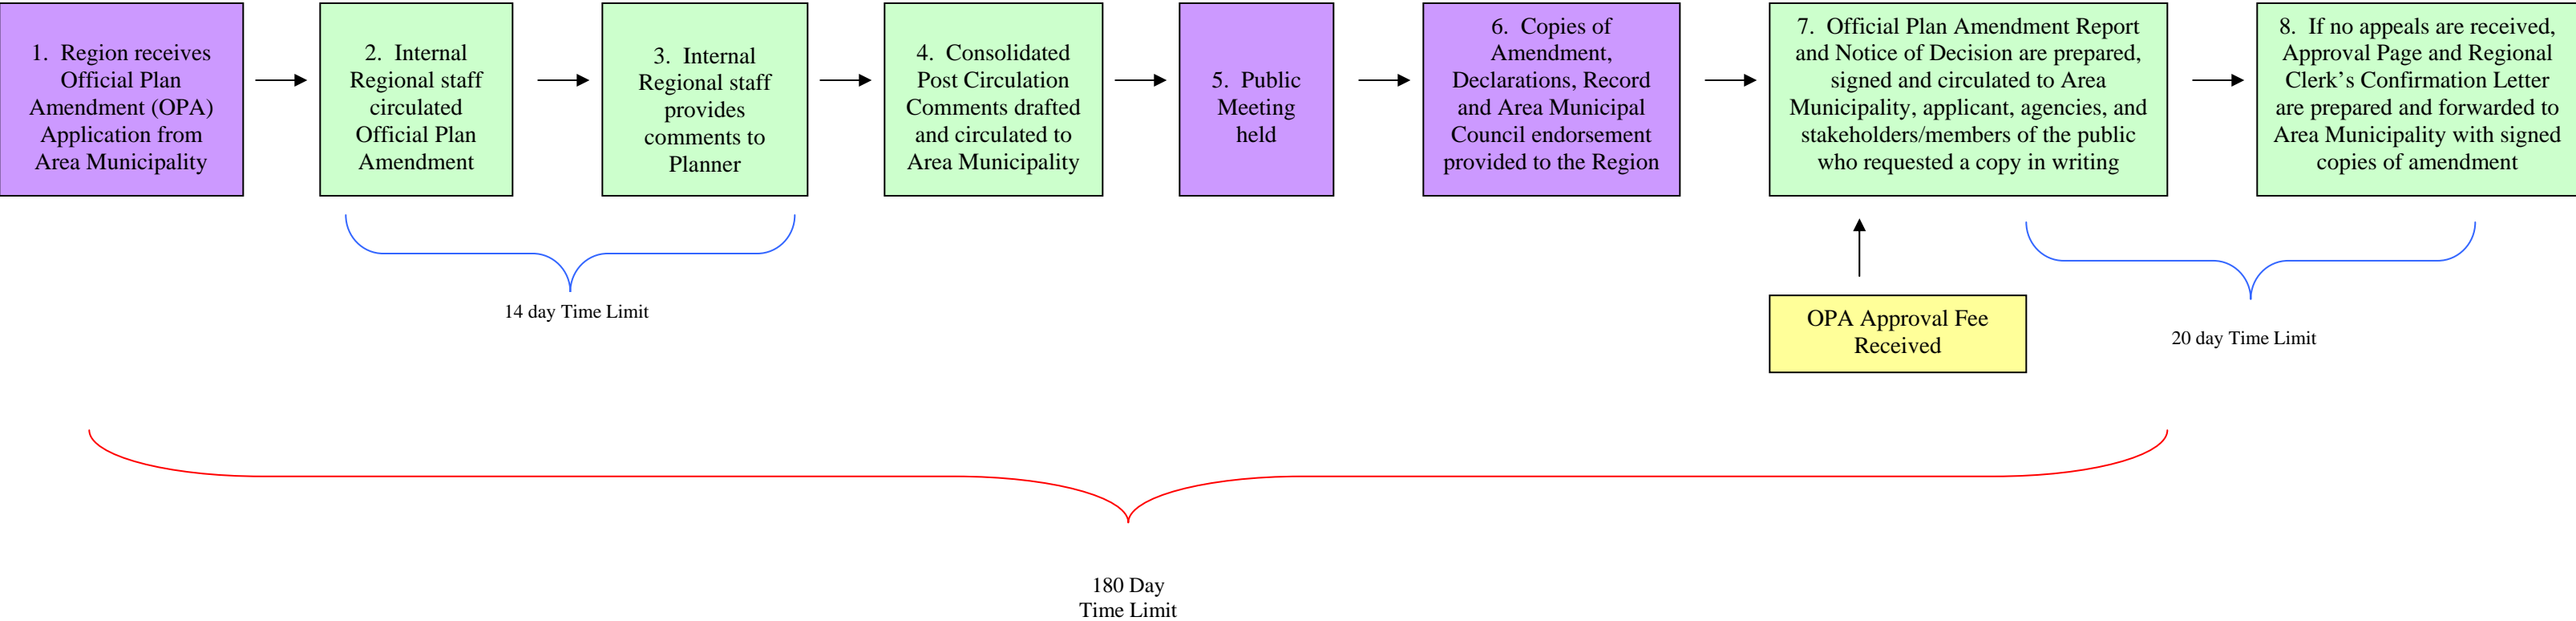 1. Region receives
Official Plan
Amendment (OPA)
Application from
Area Municipality
2. Internal
Regional staff
circulated
Official Plan
Amendment
3. Internal
Regional staff
provides
comments to
Planner
4. Consolidated
Post Circulation
Comments drafted
and circulated to
Area Municipality
5. Public
Meeting
held
6. Copies of
Amendment,
Declarations, Record
and Area Municipal
Council endorsement
provided to the Region
7. Official Plan Amendment Report
and Notice of Decision are prepared,
signed and circulated to Area
Municipality, applicant, agencies, and
stakeholders/members of the public
who requested a copy in writing
8. If no appeals are received,
Approval Page and Regional
Clerk’s Confirmation Letter
are prepared and forwarded to
Area Municipality with signed
copies of amendment
14 day Time Limit
OPA Approval Fee
Received
20 day Time Limit
180 Day
Time Limit